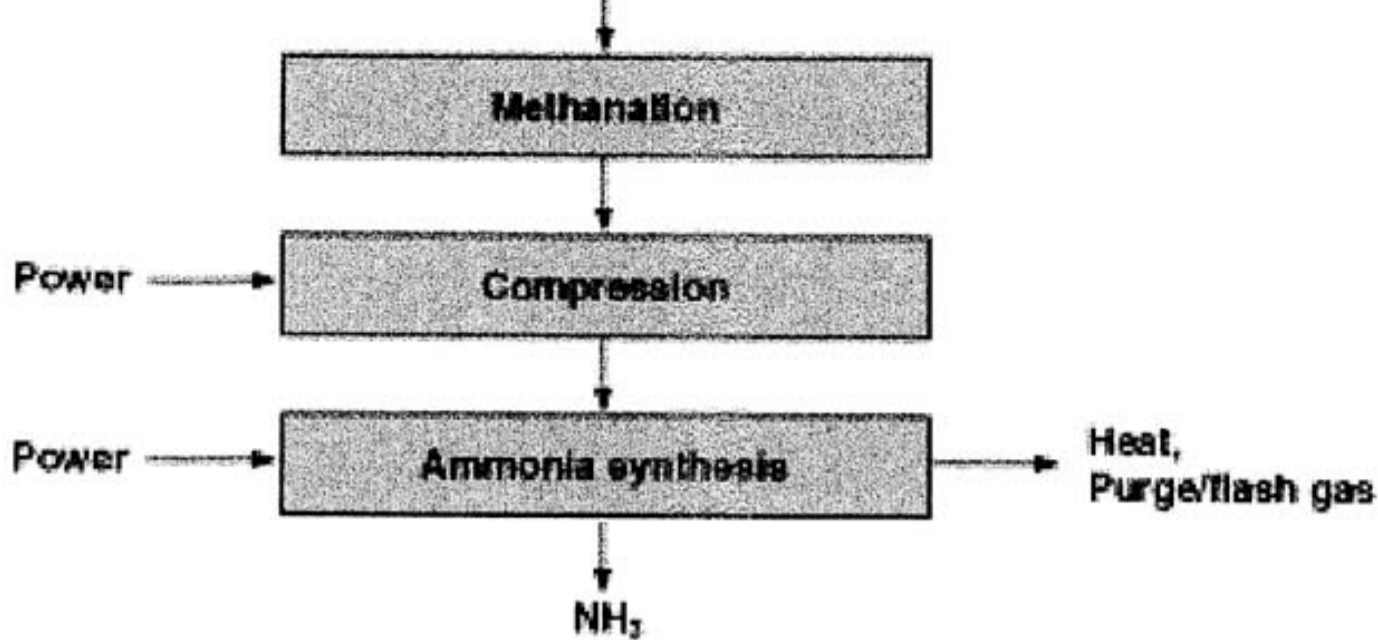 Methanation
Power
Compression
Power
Ammonia synthesis
Heat,
Purge/flash gas
NH₃